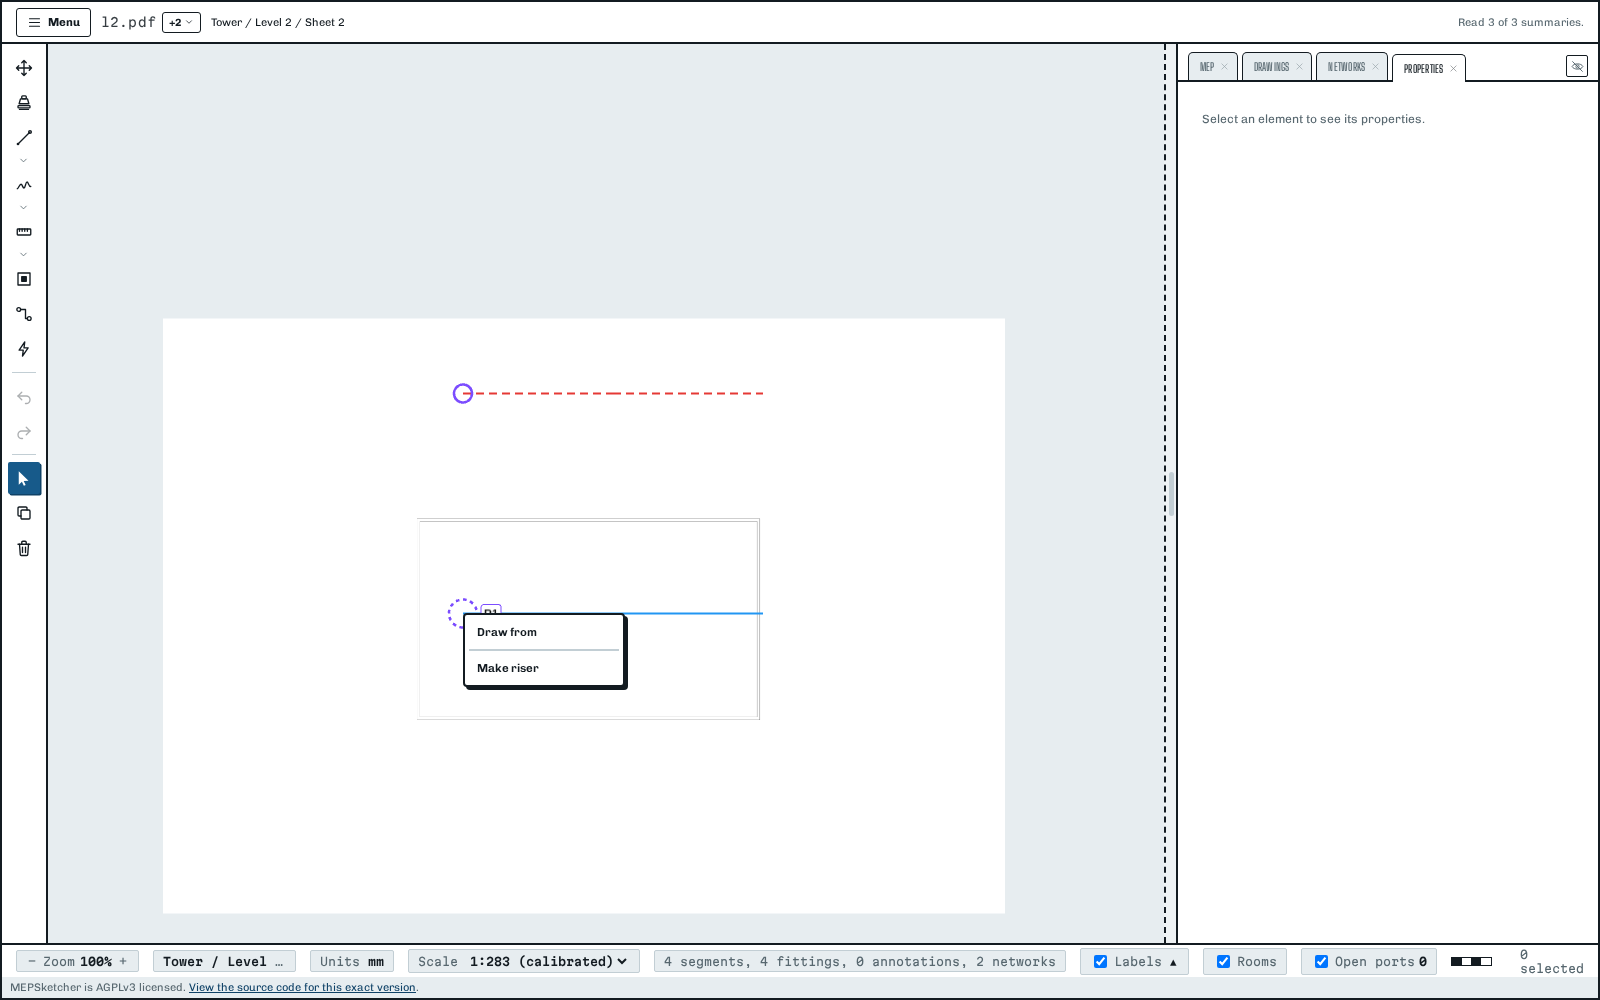 Menu
12.pdf
+2
Tower / Level 2 / Sheet 2
Read 3 of 3 summaries.
MEP
DRAWINGS
NETWORKS
PROPERTIES
Select an element to see its properties.
Draw from
Make riser
− Zoom 100% +
Tower / Level …
Units mm
Scale 1:283 (calibrated)
4 segments, 4 fittings, 0 annotations, 2 networks
Labels ▲
Rooms
Open ports 0
0 selected
MEPSketcher is AGPLv3 licensed. View the source code for this exact version.